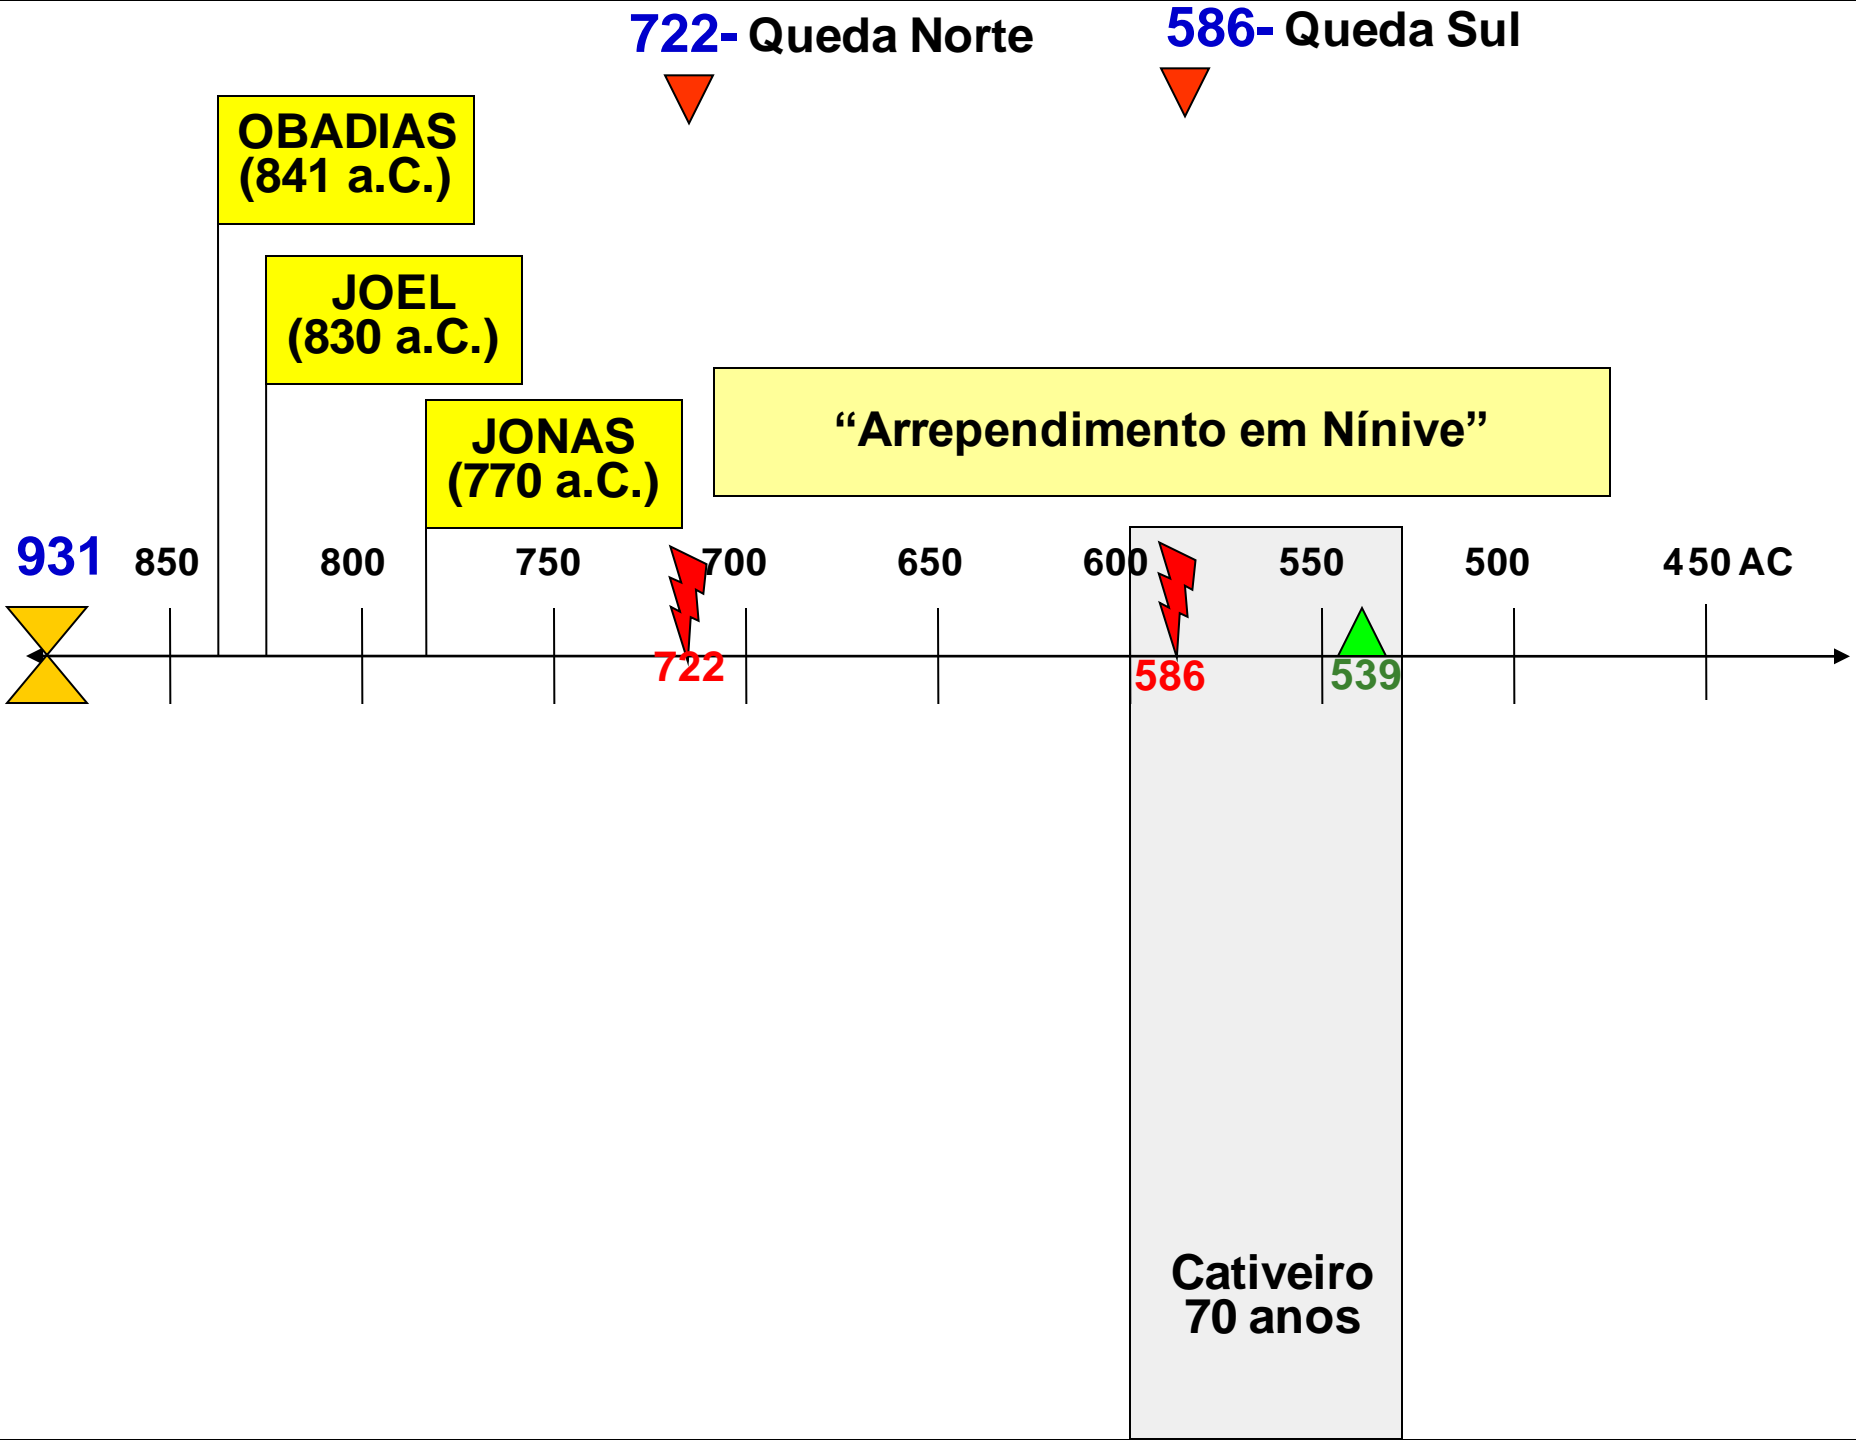 722- Queda Norte
586- Queda Sul
OBADIAS
(841 a.C.)
JOEL
(830 a.C.)
JONAS
(770 a.C.)
“Arrependimento em Nínive”
931 850 800 750 700 650 600 550 500 450 AC
722 586 539
Cativeiro
70 anos